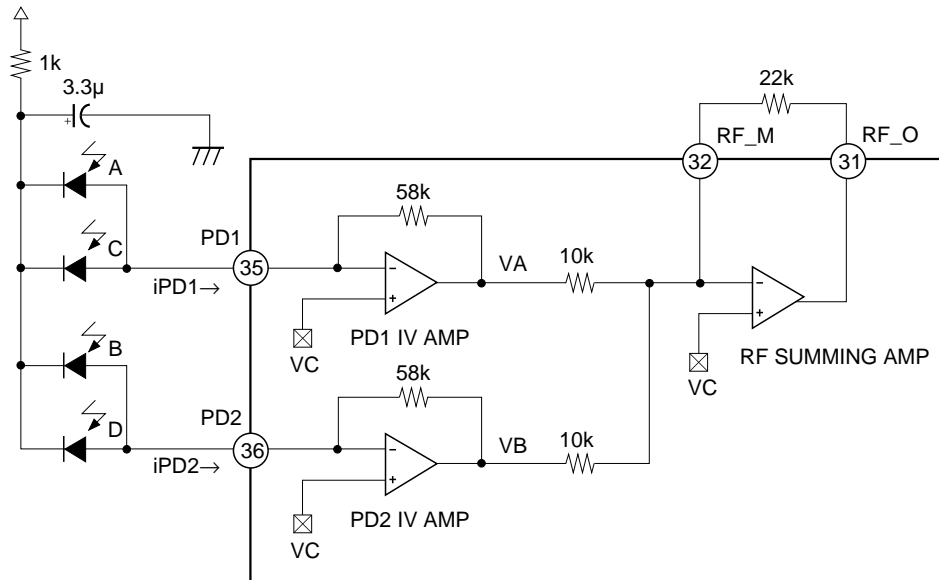 1k
3.3μ
+
22k
RF_M
RF_O
32
31
A
58k
C
PD1
VA
10k
35
iPD1→
VC
PD1 IV AMP
RF SUMMING AMP
VC
B
58k
D
PD2
VB
10k
36
iPD2→
PD2 IV AMP
VC